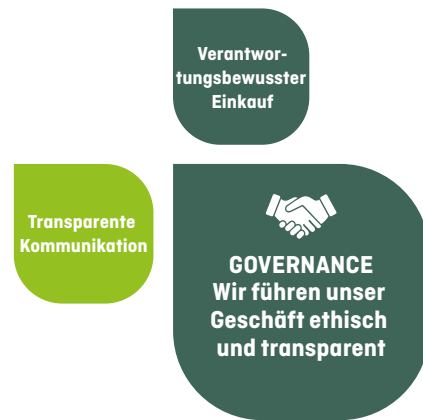 Verantwor-
tungsbewusster
Einkauf
Transparente
Kommunikation
GOVERNANCE
Wir führen unser
Geschäft ethisch
und transparent